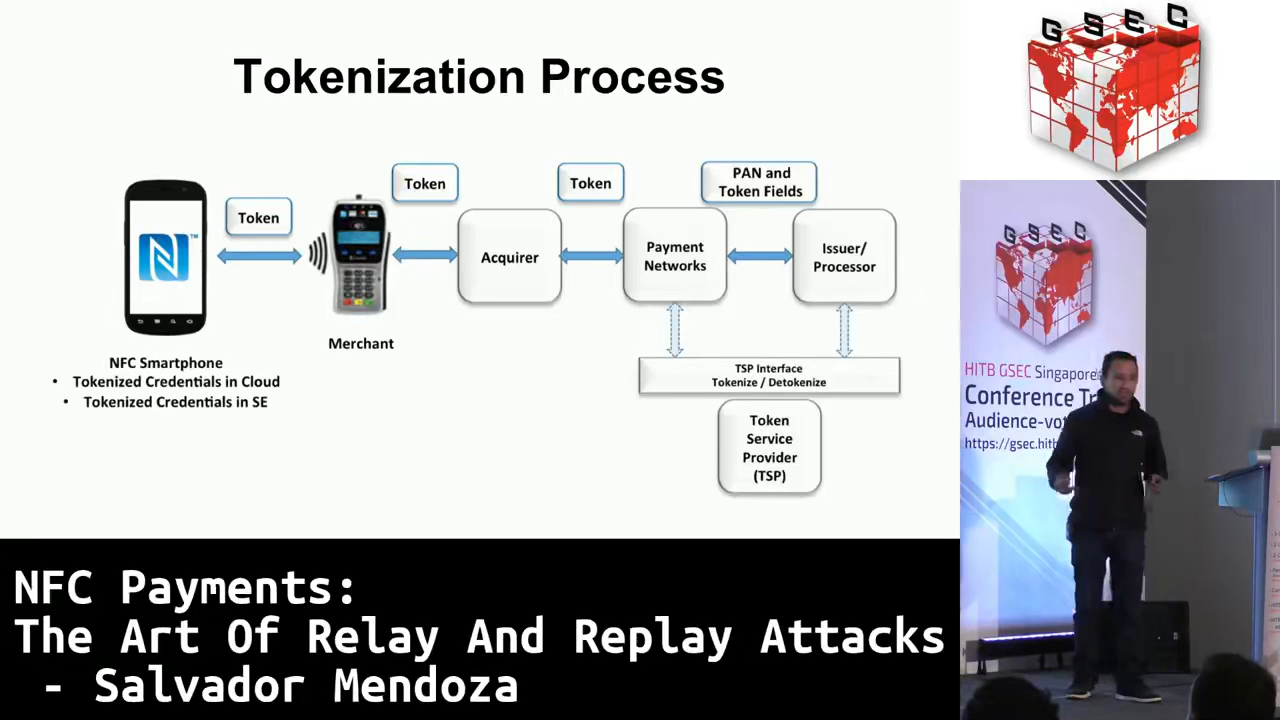 Tokenization Process
Token
Token
Token
PAN and
Token Fields
Acquirer
Payment
Networks
Issuer/
Processor
Merchant
NFC Smartphone
• Tokenized Credentials in Cloud
• Tokenized Credentials in SE
TSP Interface
Tokenize / Detokenize
Token
Service
Provider
(TSP)
NFC Payments:
The Art Of Relay And Replay Attacks
- Salvador Mendoza
GSEC
GSEC
HITB GSEC Singapore
Conference
Audience-vo
https://gsec.hitb